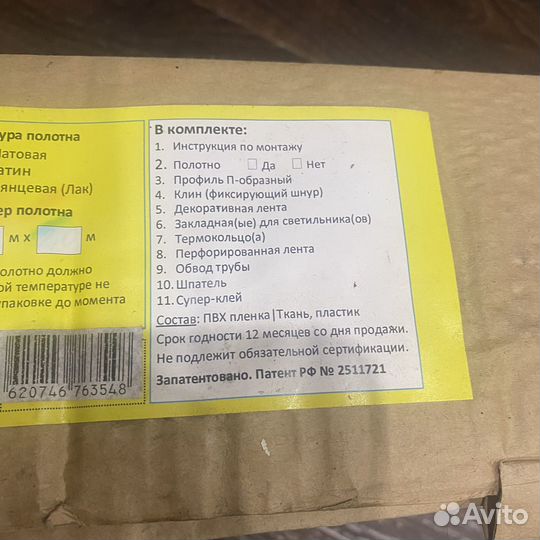 ура полотна
атовая
атин
янцевая (Лак)
ер полотна
м х м
олотно должно
ой температуре не
паковке до момента
620746 763548
В комплекте:
1. Инструкция по монтажу
2. Полотно Да Нет
3. Профиль П-образный
4. Клин (фиксирующий шнур)
5. Декоративная лента
6. Закладная(ые) для светильника(ов)
7. Термокольцо(а)
8. Перфорированная лента
9. Обвод трубы
10. Шпатель
11. Супер-клей
Состав: ПВХ пленка|Ткань, пластик
Срок годности 12 месяцев со дня продажи.
Не подлежит обязательной сертификации.
Запатентовано. Патент РФ № 2511721
Avito